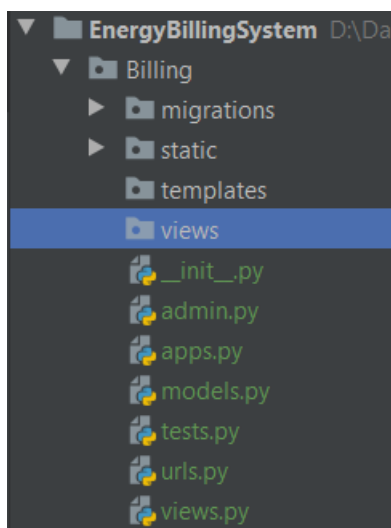 EnergyBillingSystem D:\Da
Billing
migrations
static
templates
views
__init__.py
admin.py
apps.py
models.py
tests.py
urls.py
views.py